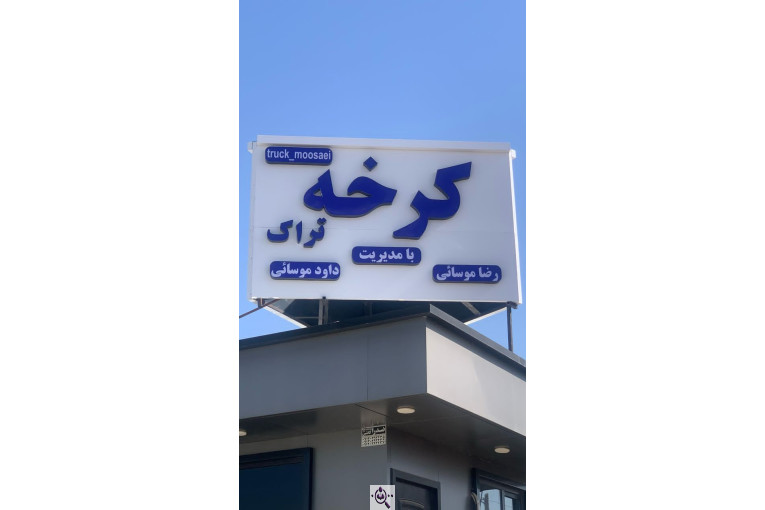 truck_moosaei
کرخه
تراک
با مدیریت
رضا موسائی
داود موسائی